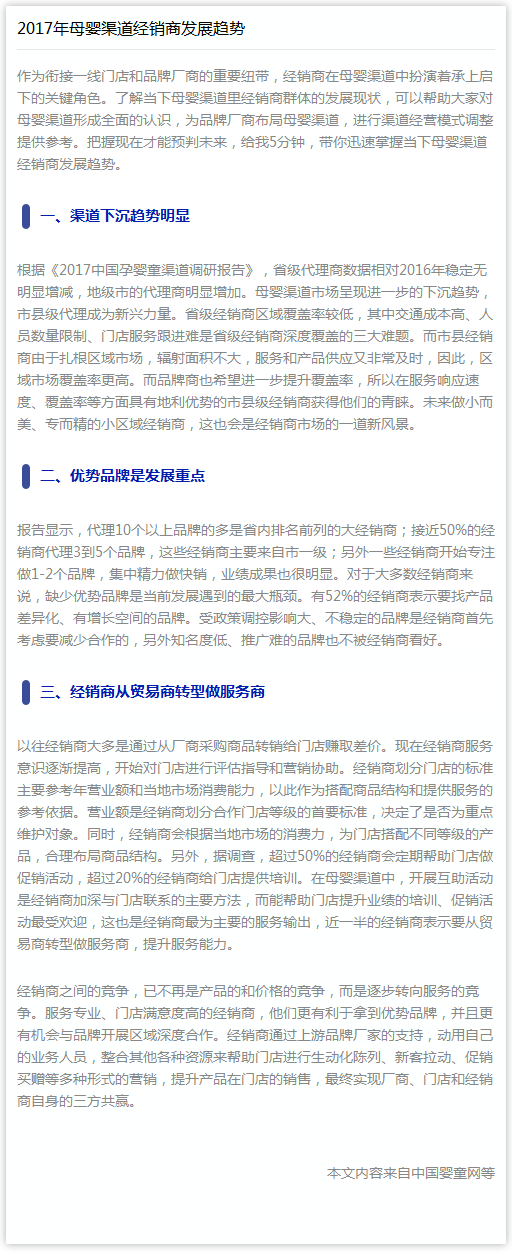 2017年母婴渠道经销商发展趋势
作为衔接一线门店和品牌厂商的重要纽带，经销商在母婴渠道中扮演着承上启
下的关键角色。了解当下母婴渠道里经销商群体的发展现状，可以帮助大家对
母婴渠道形成全面的认识，为品牌厂商布局母婴渠道，进行渠道经营模式调整
提供参考。把握现在才能预判未来，给我5分钟，带你迅速掌握当下母婴渠道
经销商发展趋势。
一、渠道下沉趋势明显
根据《2017中国孕婴童渠道调研报告》，省级代理商数据相对2016年稳定无
明显增减，地级市的代理商明显增加。母婴渠道市场呈现进一步的下沉趋势，
市县级代理成为新兴力量。省级经销商区域覆盖率较低，其中交通成本高、人
员数量限制、门店服务跟进难是省级经销商深度覆盖的三大难题。而市县经销
商由于扎根区域市场，辐射面积不大，服务和产品供应又非常及时，因此，区
域市场覆盖率更高。而品牌商也希望进一步提升覆盖率，所以在服务响应速
度、覆盖率等方面具有地利优势的市县级经销商获得他们的青睐。未来做小而
美、专而精的小区域经销商，这也会是经销商市场的一道新风景。
二、优势品牌是发展重点
报告显示，代理10个以上品牌的多是省内排名前列的大经销商；接近50%的经
销商代理3到5个品牌，这些经销商主要来自市一级；另外一些经销商开始专注
做1-2个品牌，集中精力做快销，业绩成果也很明显。对于大多数经销商来
说，缺少优势品牌是当前发展遇到的最大瓶颈。有52%的经销商表示要找产品
差异化、有增长空间的品牌。受政策调控影响大、不稳定的品牌是经销商首先
考虑要减少合作的，另外知名度低、推广难的品牌也不被经销商看好。
三、经销商从贸易商转型做服务商
以往经销商大多是通过从厂商采购商品转销给门店赚取差价。现在经销商服务
意识逐渐提高，开始对门店进行评估指导和营销协助。经销商划分门店的标准
主要参考年营业额和当地市场消费能力，以此作为搭配商品结构和提供服务的
参考依据。营业额是经销商划分合作门店等级的首要标准，决定了是否为重点
维护对象。同时，经销商会根据当地市场的消费力，为门店搭配不同等级的产
品，合理布局商品结构。另外，据调查，超过50%的经销商会定期帮助门店做
促销活动，超过20%的经销商给门店提供培训。在母婴渠道中，开展互助活动
是经销商加深与门店联系的主要方法，而能帮助门店提升业绩的培训、促销活
动最受欢迎，这也是经销商最为主要的服务输出，近一半的经销商表示要从贸
易商转型做服务商，提升服务能力。
经销商之间的竞争，已不再是产品的和价格的竞争，而是逐步转向服务的竞
争。服务专业、门店满意度高的经销商，他们更有利于拿到优势品牌，并且更
有机会与品牌开展区域深度合作。经销商通过上游品牌厂家的支持，动用自己
的业务人员，整合其他各种资源来帮助门店进行生动化陈列、新客拉动、促销
买赠等多种形式的营销，提升产品在门店的销售，最终实现厂商、门店和经销
商自身的三方共赢。
本文内容来自中国婴童网等